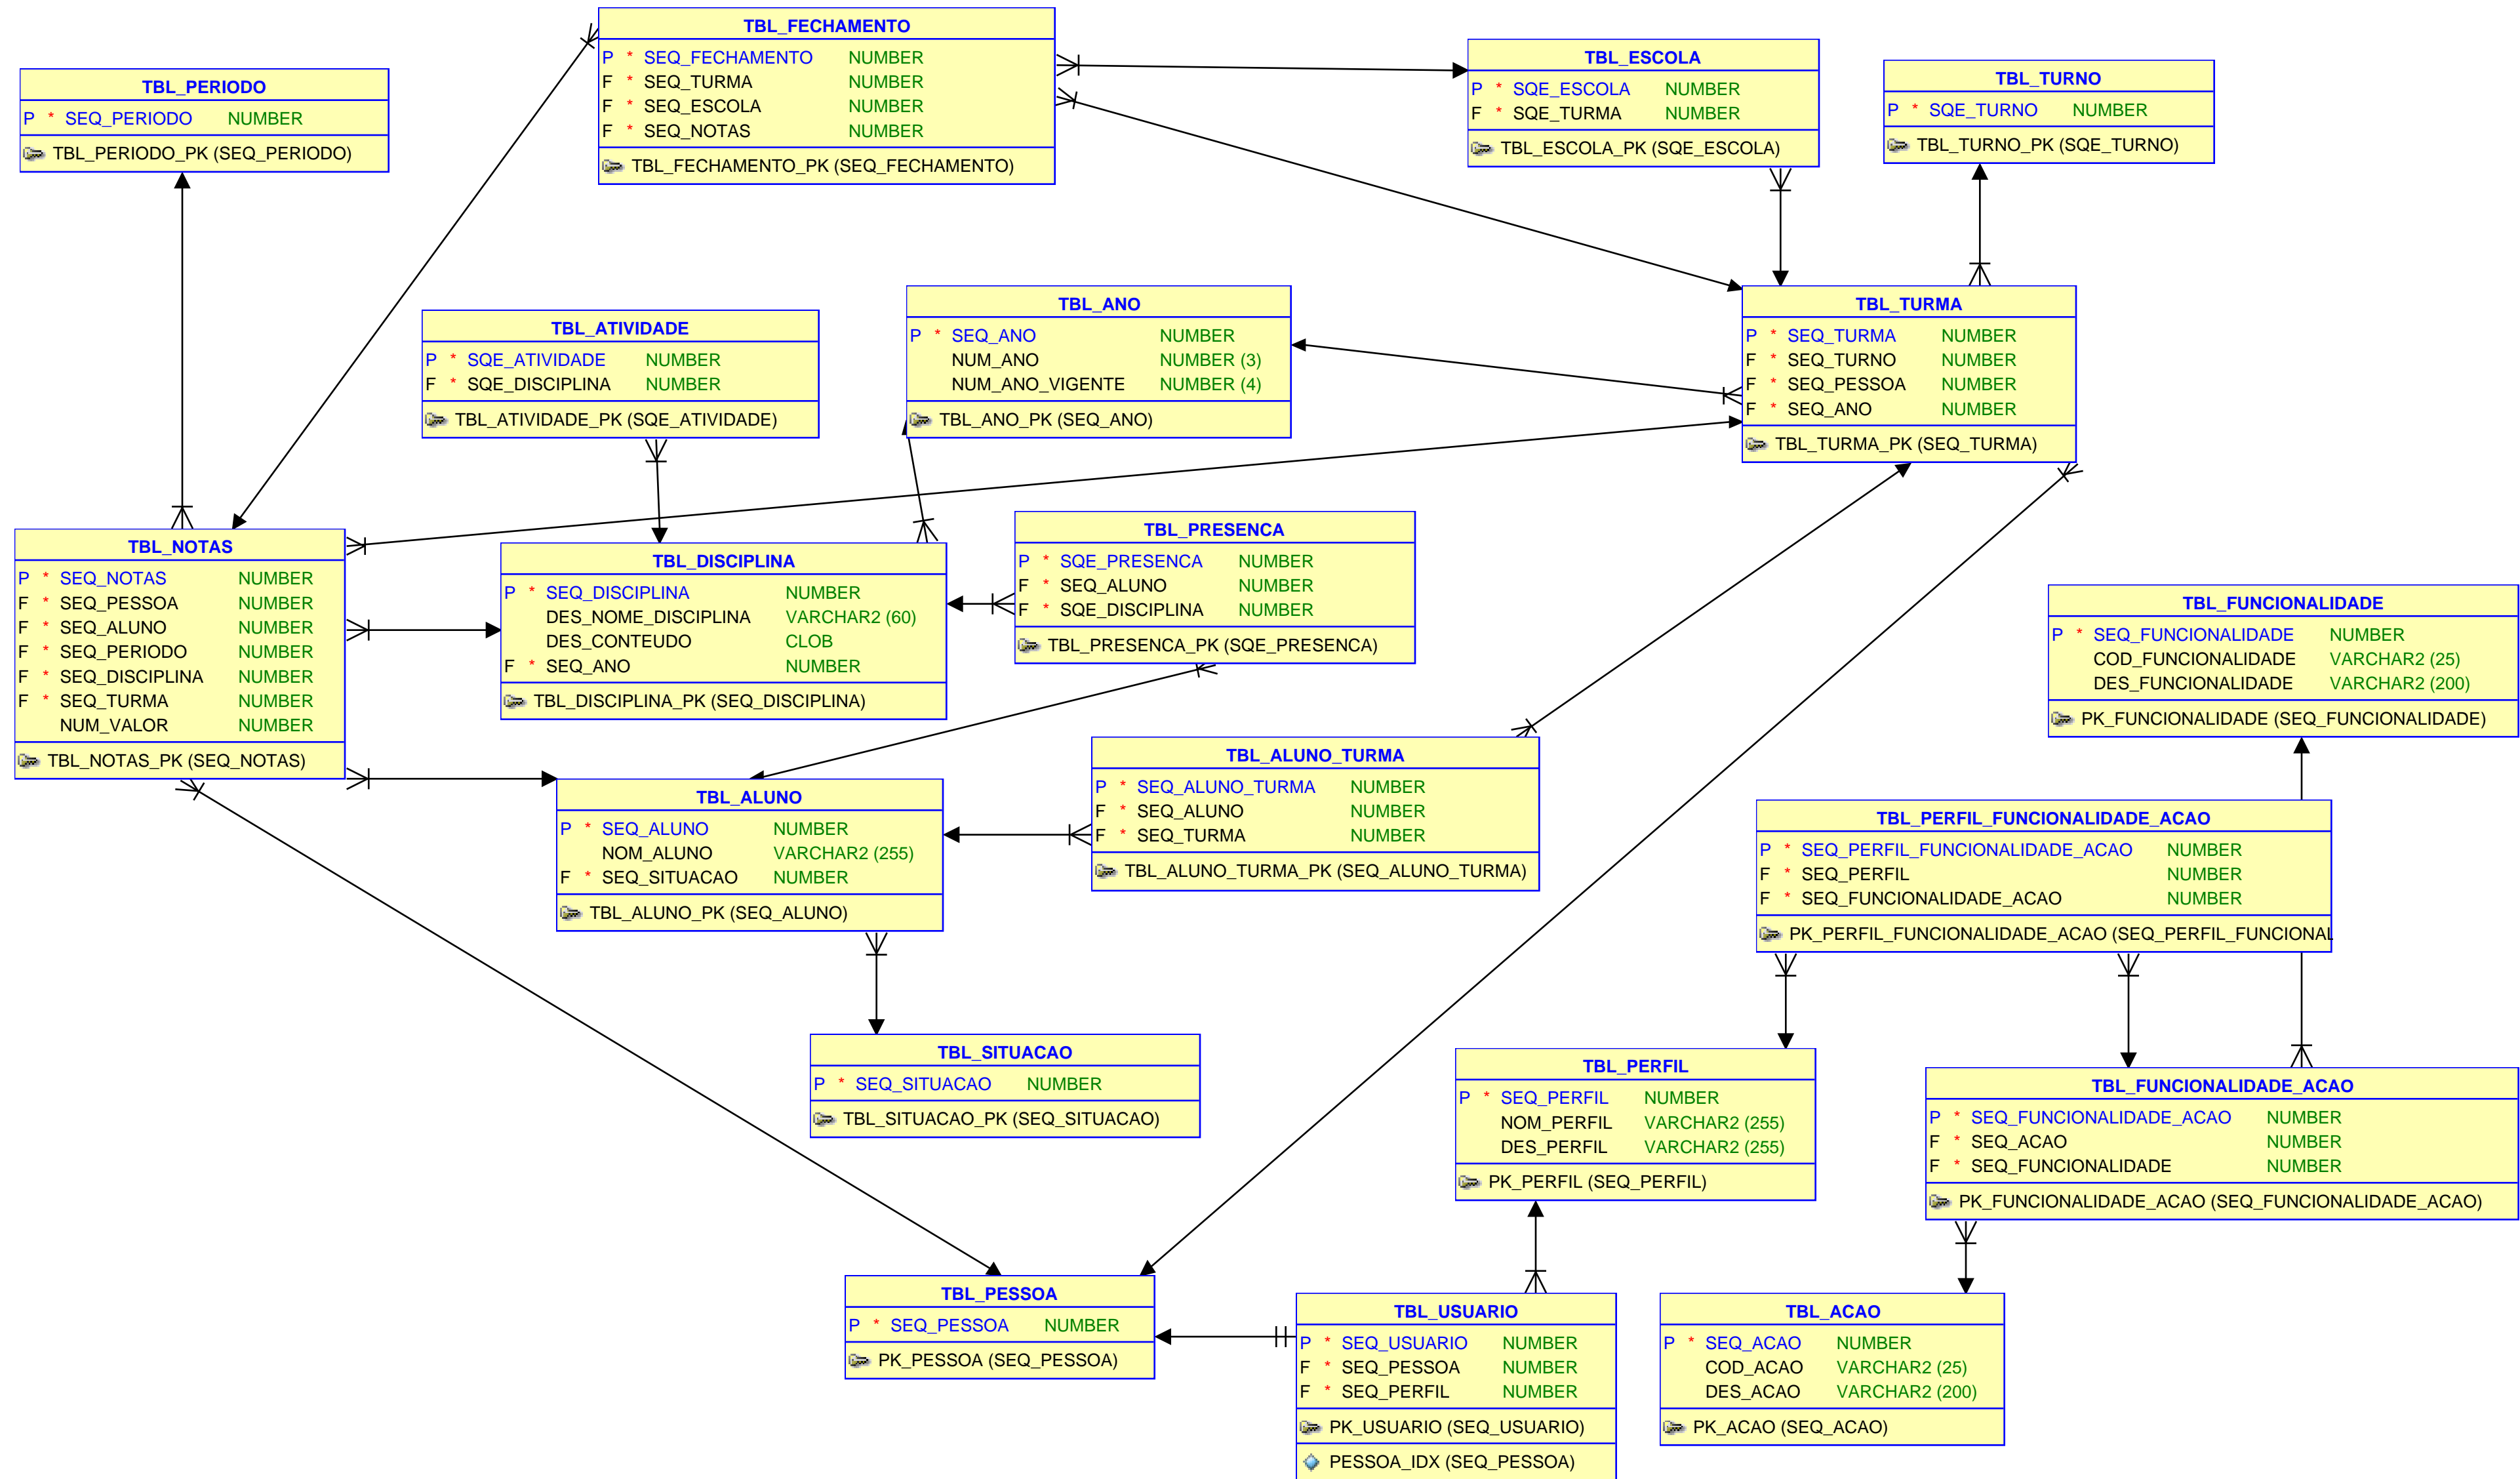 TBL_FECHAMENTO
P * SEQ_FECHAMENTO NUMBER
F * SEQ_TURMA NUMBER
F * SEQ_ESCOLA NUMBER
F * SEQ_NOTAS NUMBER
TBL_FECHAMENTO_PK (SEQ_FECHAMENTO)
TBL_ESCOLA
P * SQE_ESCOLA NUMBER
F * SQE_TURMA NUMBER
TBL_ESCOLA_PK (SQE_ESCOLA)
TBL_TURNO
P * SQE_TURNO NUMBER
TBL_TURNO_PK (SQE_TURNO)
TBL_PERIODO
P * SEQ_PERIODO NUMBER
TBL_PERIODO_PK (SEQ_PERIODO)
TBL_ATIVIDADE
P * SQE_ATIVIDADE NUMBER
F * SQE_DISCIPLINA NUMBER
TBL_ATIVIDADE_PK (SQE_ATIVIDADE)
TBL_ANO
P * SEQ_ANO NUMBER
NUM_ANO NUMBER (3)
NUM_ANO_VIGENTE NUMBER (4)
TBL_ANO_PK (SEQ_ANO)
TBL_TURMA
P * SEQ_TURMA NUMBER
F * SEQ_TURNO NUMBER
F * SEQ_PESSOA NUMBER
F * SEQ_ANO NUMBER
TBL_TURMA_PK (SEQ_TURMA)
TBL_NOTAS
P * SEQ_NOTAS NUMBER
F * SEQ_PESSOA NUMBER
F * SEQ_ALUNO NUMBER
F * SEQ_PERIODO NUMBER
F * SEQ_DISCIPLINA NUMBER
F * SEQ_TURMA NUMBER
NUM_VALOR NUMBER
TBL_NOTAS_PK (SEQ_NOTAS)
TBL_DISCIPLINA
P * SEQ_DISCIPLINA NUMBER
DES_NOME_DISCIPLINA VARCHAR2 (60)
DES_CONTEUDO CLOB
F * SEQ_ANO NUMBER
TBL_DISCIPLINA_PK (SEQ_DISCIPLINA)
TBL_PRESENCA
P * SQE_PRESENCA NUMBER
F * SEQ_ALUNO NUMBER
F * SQE_DISCIPLINA NUMBER
TBL_PRESENCA_PK (SQE_PRESENCA)
TBL_FUNCIONALIDADE
P * SEQ_FUNCIONALIDADE NUMBER
COD_FUNCIONALIDADE VARCHAR2 (25)
DES_FUNCIONALIDADE VARCHAR2 (200)
PK_FUNCIONALIDADE (SEQ_FUNCIONALIDADE)
TBL_ALUNO
P * SEQ_ALUNO NUMBER
NOM_ALUNO VARCHAR2 (255)
F * SEQ_SITUACAO NUMBER
TBL_ALUNO_PK (SEQ_ALUNO)
TBL_ALUNO_TURMA
P * SEQ_ALUNO_TURMA NUMBER
F * SEQ_ALUNO NUMBER
F * SEQ_TURMA NUMBER
TBL_ALUNO_TURMA_PK (SEQ_ALUNO_TURMA)
TBL_PERFIL_FUNCIONALIDADE_ACAO
P * SEQ_PERFIL_FUNCIONALIDADE_ACAO NUMBER
F * SEQ_PERFIL NUMBER
F * SEQ_FUNCIONALIDADE_ACAO NUMBER
PK_PERFIL_FUNCIONALIDADE_ACAO (SEQ_PERFIL_FUNCIONAL
TBL_SITUACAO
P * SEQ_SITUACAO NUMBER
TBL_SITUACAO_PK (SEQ_SITUACAO)
TBL_PERFIL
P * SEQ_PERFIL NUMBER
NOM_PERFIL VARCHAR2 (255)
DES_PERFIL VARCHAR2 (255)
PK_PERFIL (SEQ_PERFIL)
TBL_FUNCIONALIDADE_ACAO
P * SEQ_FUNCIONALIDADE_ACAO NUMBER
F * SEQ_ACAO NUMBER
F * SEQ_FUNCIONALIDADE NUMBER
PK_FUNCIONALIDADE_ACAO (SEQ_FUNCIONALIDADE_ACAO)
TBL_PESSOA
P * SEQ_PESSOA NUMBER
PK_PESSOA (SEQ_PESSOA)
TBL_USUARIO
P * SEQ_USUARIO NUMBER
F * SEQ_PESSOA NUMBER
F * SEQ_PERFIL NUMBER
PK_USUARIO (SEQ_USUARIO)
PESSOA_IDX (SEQ_PESSOA)
TBL_ACAO
P * SEQ_ACAO NUMBER
COD_ACAO VARCHAR2 (25)
DES_ACAO VARCHAR2 (200)
PK_ACAO (SEQ_ACAO)